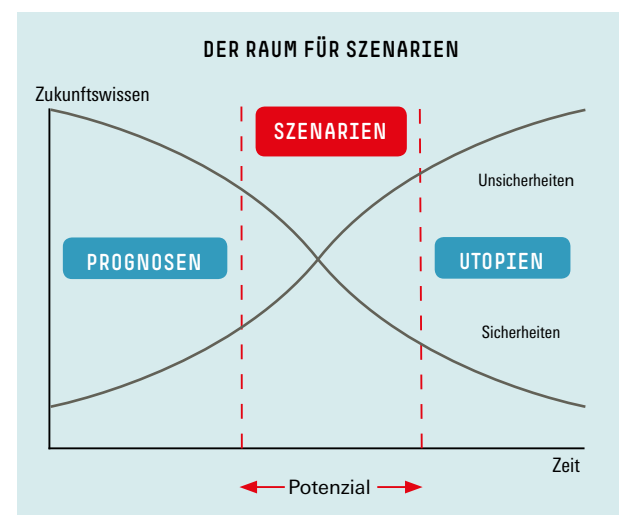 DER RAUM FÜR SZENARIEN
Zukunftswissen
SZENARIEN
Unsicherheiten
PROGNOSEN
UTOPIEN
Sicherheiten
Zeit
Potenzial